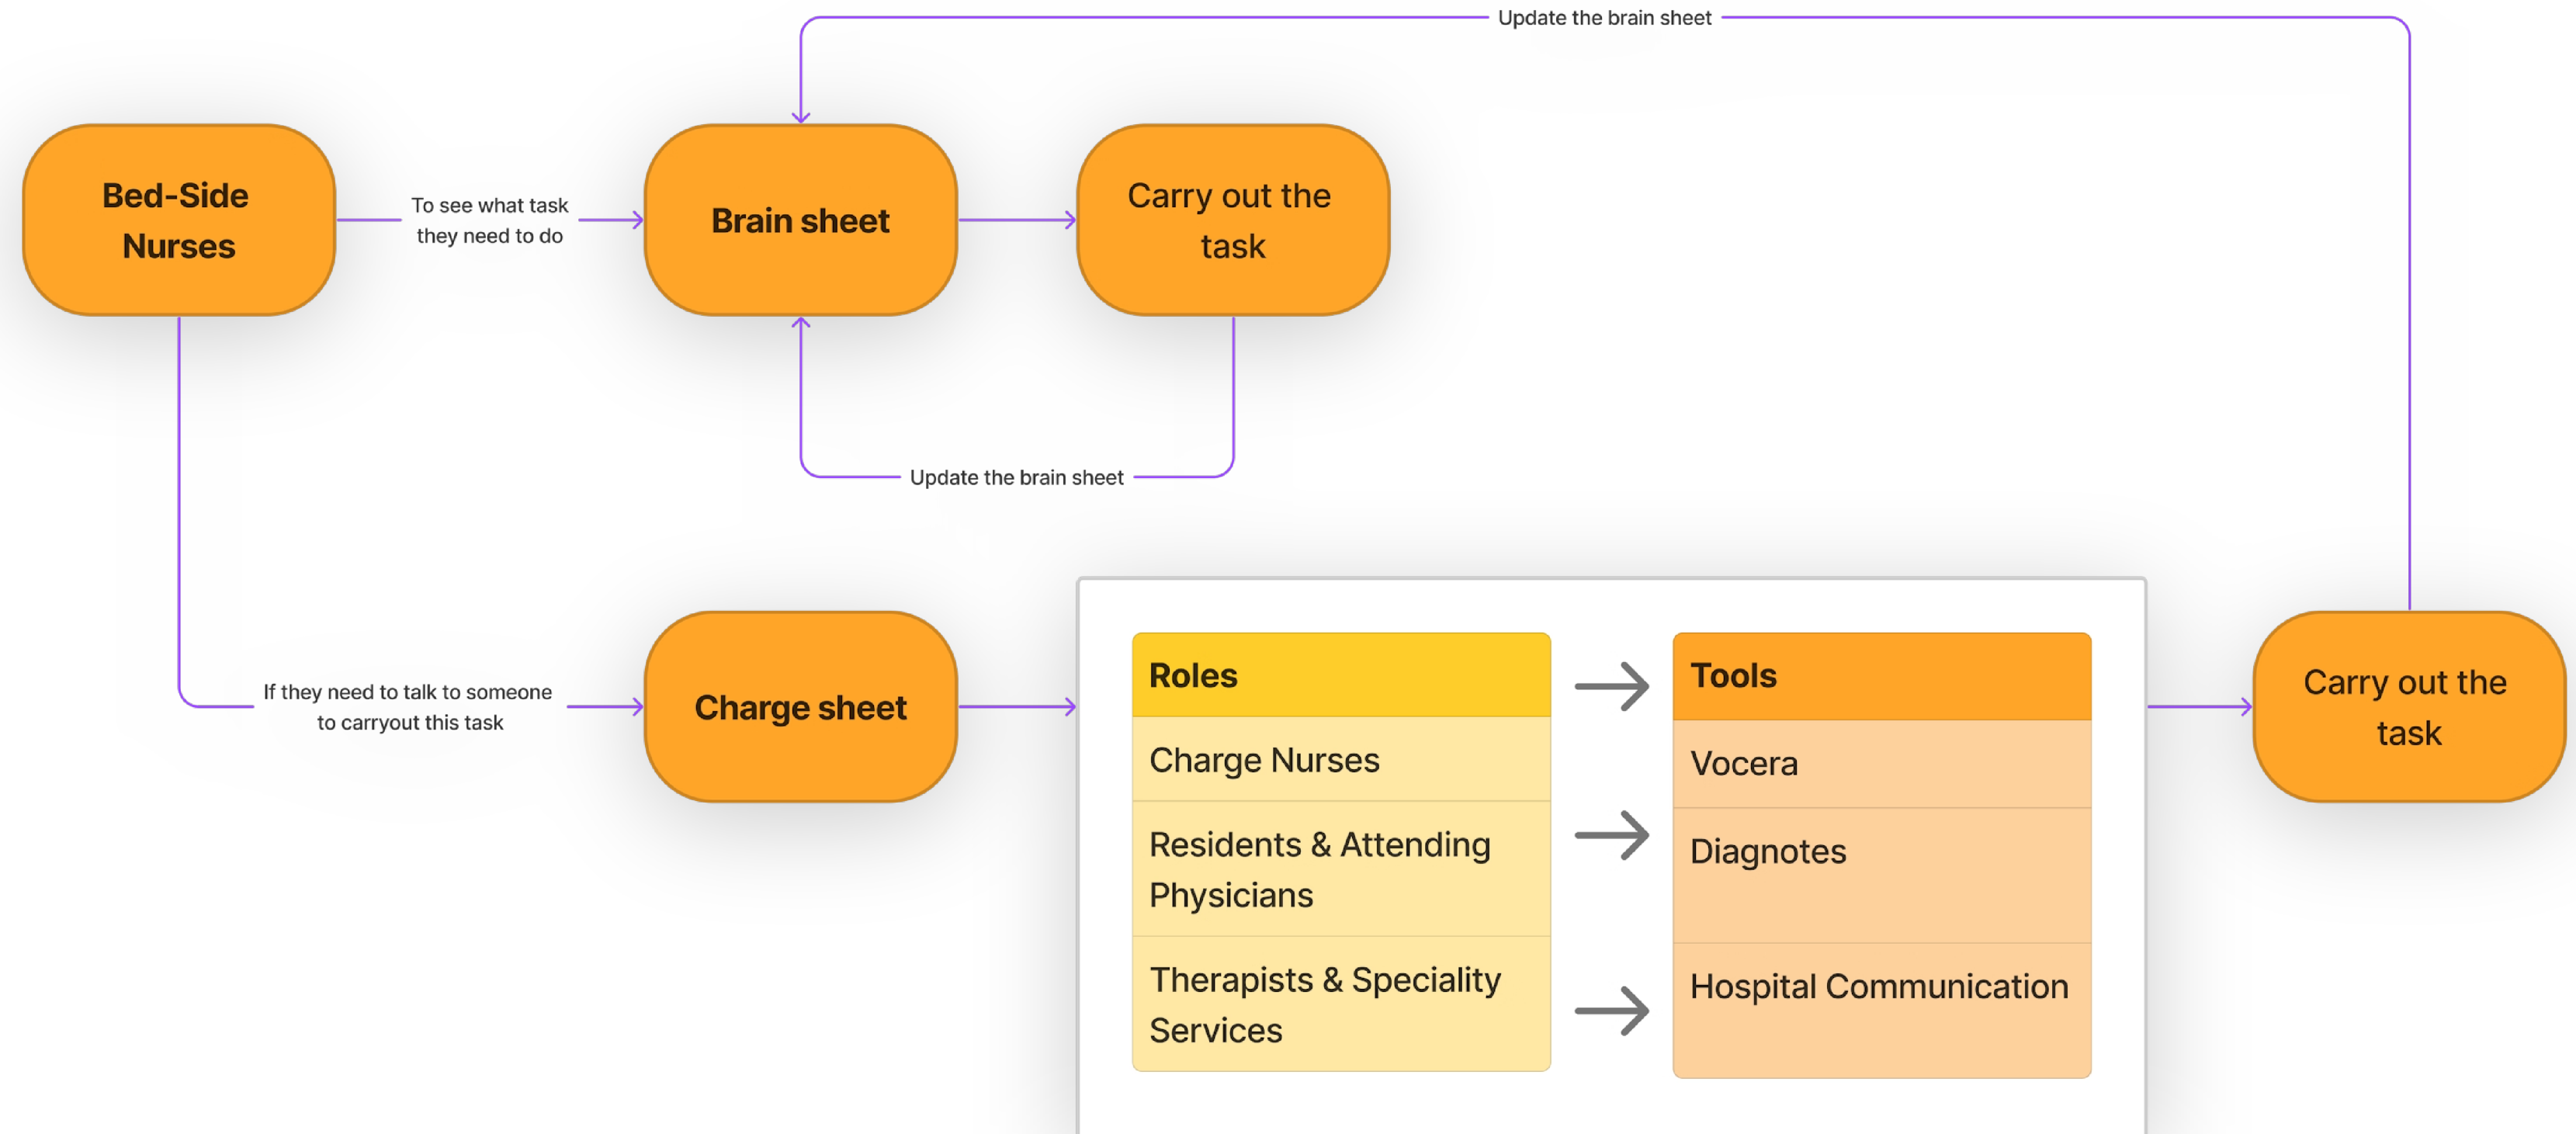 Update the brain sheet
Bed-Side
Nurses
To see what task
they need to do
Brain sheet
Carry out the
task
Update the brain sheet
If they need to talk to someone
to carryout this task
Charge sheet
Roles
Charge Nurses
Residents & Attending
Physicians
Therapists & Speciality
Services
Tools
Vocera
Diagnotes
Hospital Communication
Carry out the
task